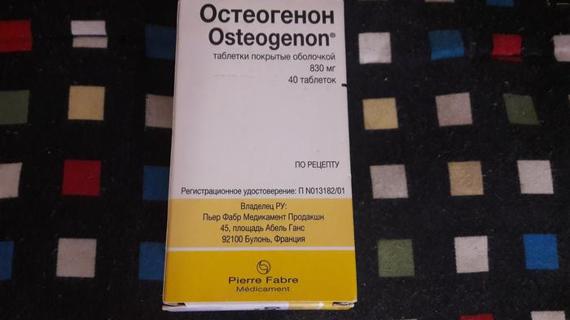 Остеогенон
Osteogenon®
таблетки покрытые оболочкой
830 мг
40 таблеток
ПО РЕЦЕПТУ
Регистрационное удостоверение: П N013182/01
Владелец РУ:
Пьер Фабр Медикамент Продакшн
45, площадь Абель Ганс
92100 Булонь, Франция
Pierre Fabre
Médicament